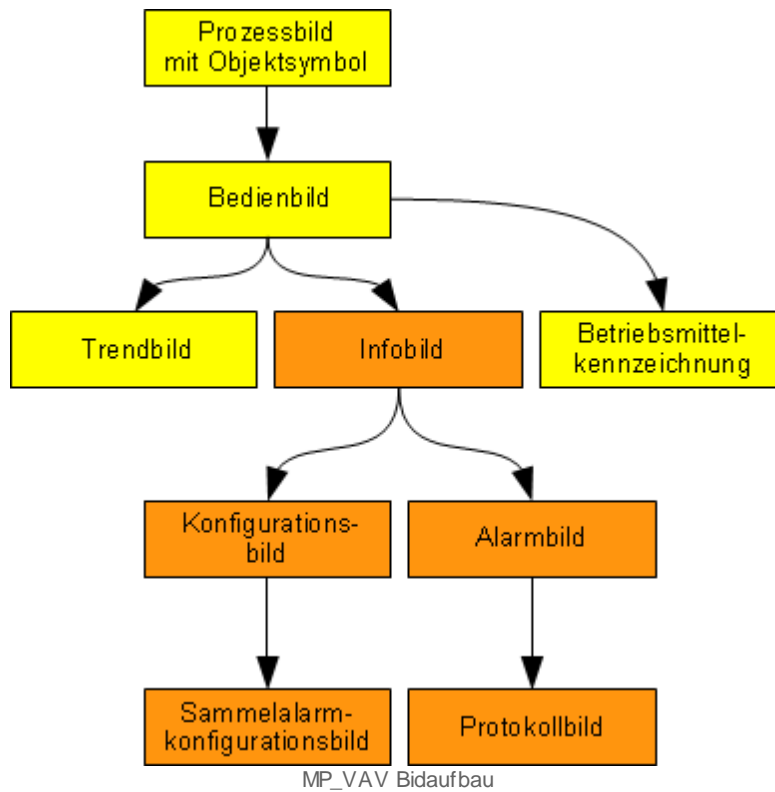 Prozessbild
mit Objektsymbol
Bedienbild
Trendbild
Infobild
Betriebsmittel-
kennzeichnung
Konfigurations-
bild
Alarmbild
Sammelalarm-
konfigurationsbild
Protokollbild
MP_VAV Bidaufbau